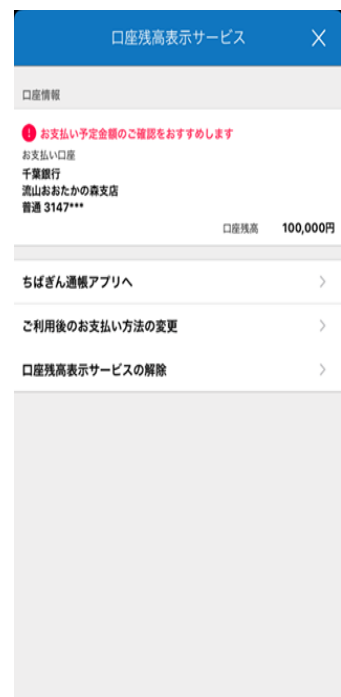 口座残高表示サービス
口座情報
お支払い予定金額のご確認をおすすめします
お支払い口座
千葉銀行
流山おおたかの森支店
普通 3147***
口座残高 100,000円
ちばぎん通帳アプリへ
ご利用後のお支払い方法の変更
口座残高表示サービスの解除